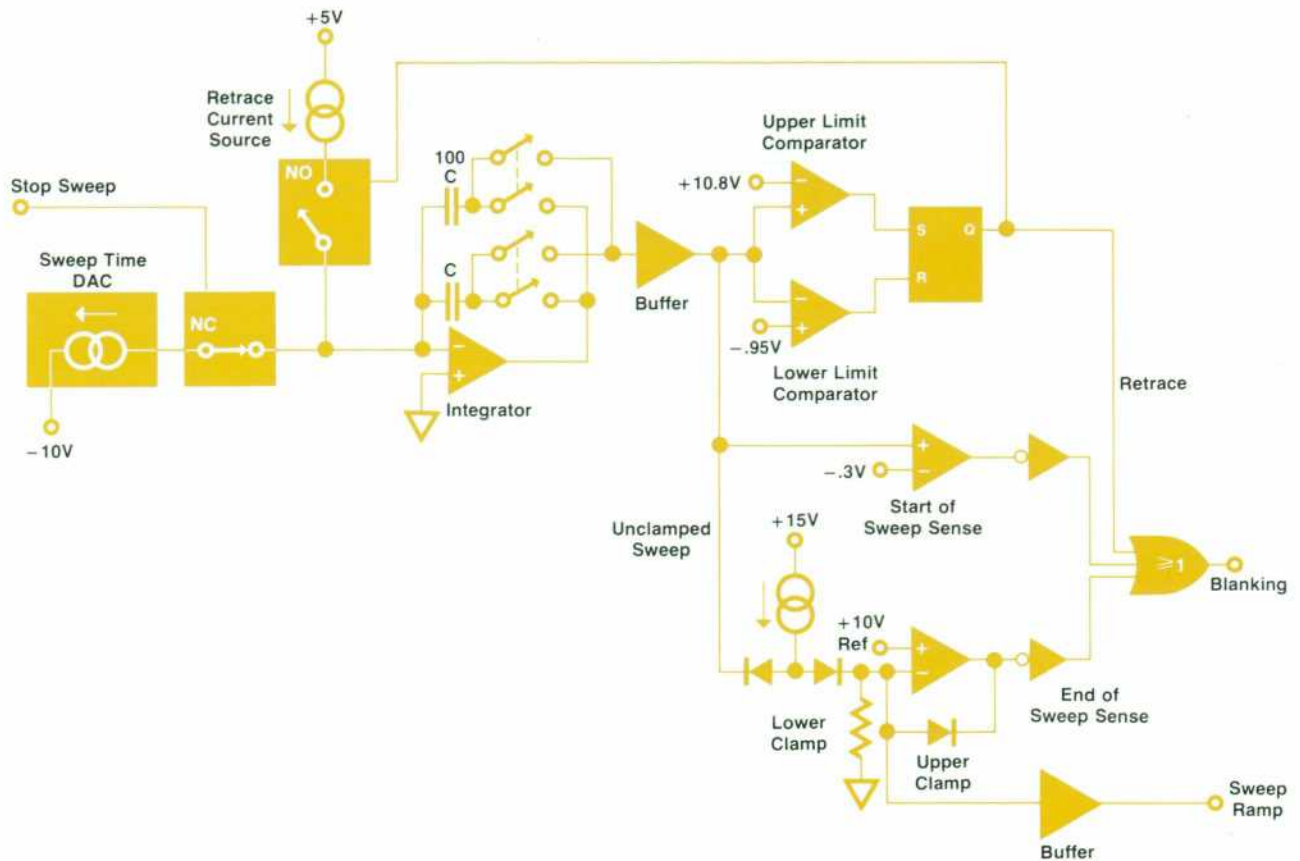 +5V
Retrace
Current
Source
NO
Stop Sweep
Sweep Time
DAC
NC
−10V
100
C
C
−
+
Integrator
Buffer
Upper Limit
Comparator
+10.8V
−
+
S
Q
R
−
+
−.95V
Lower Limit
Comparator
Retrace
+
−
−.3V
Start of
Sweep Sense
Unclamped
Sweep
+15V
+10V
Ref
+
−
⩾1
Blanking
End of
Sweep Sense
Lower
Clamp
Upper
Clamp
Sweep
Ramp
Buffer